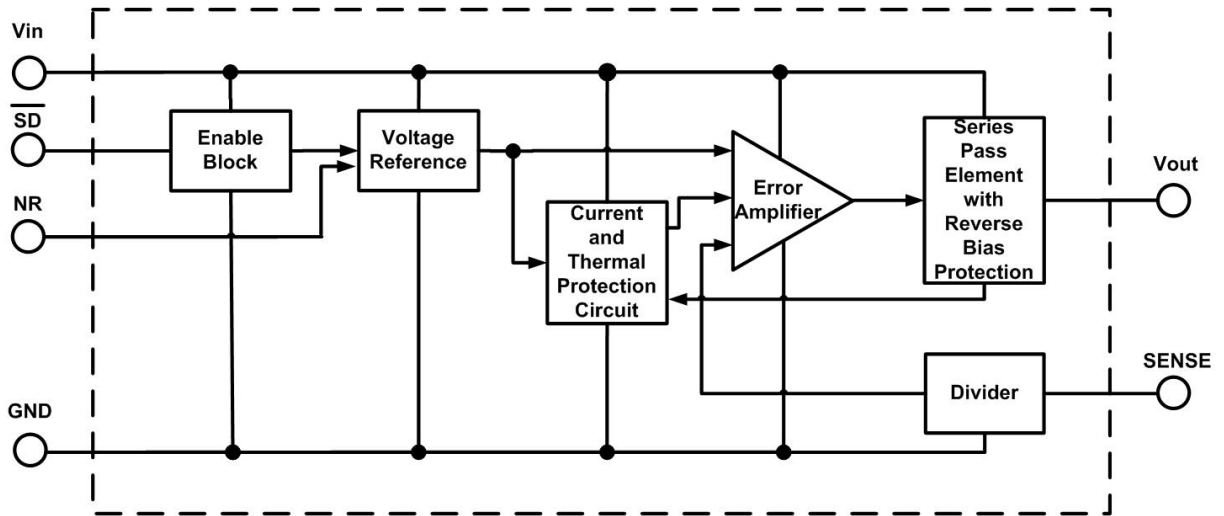 Vin
SD
NR
GND
Enable
Block
Voltage
Reference
Current
and
Thermal
Protection
Circuit
Error
Amplifier
Series
Pass
Element
with
Reverse
Bias
Protection
Divider
Vout
SENSE